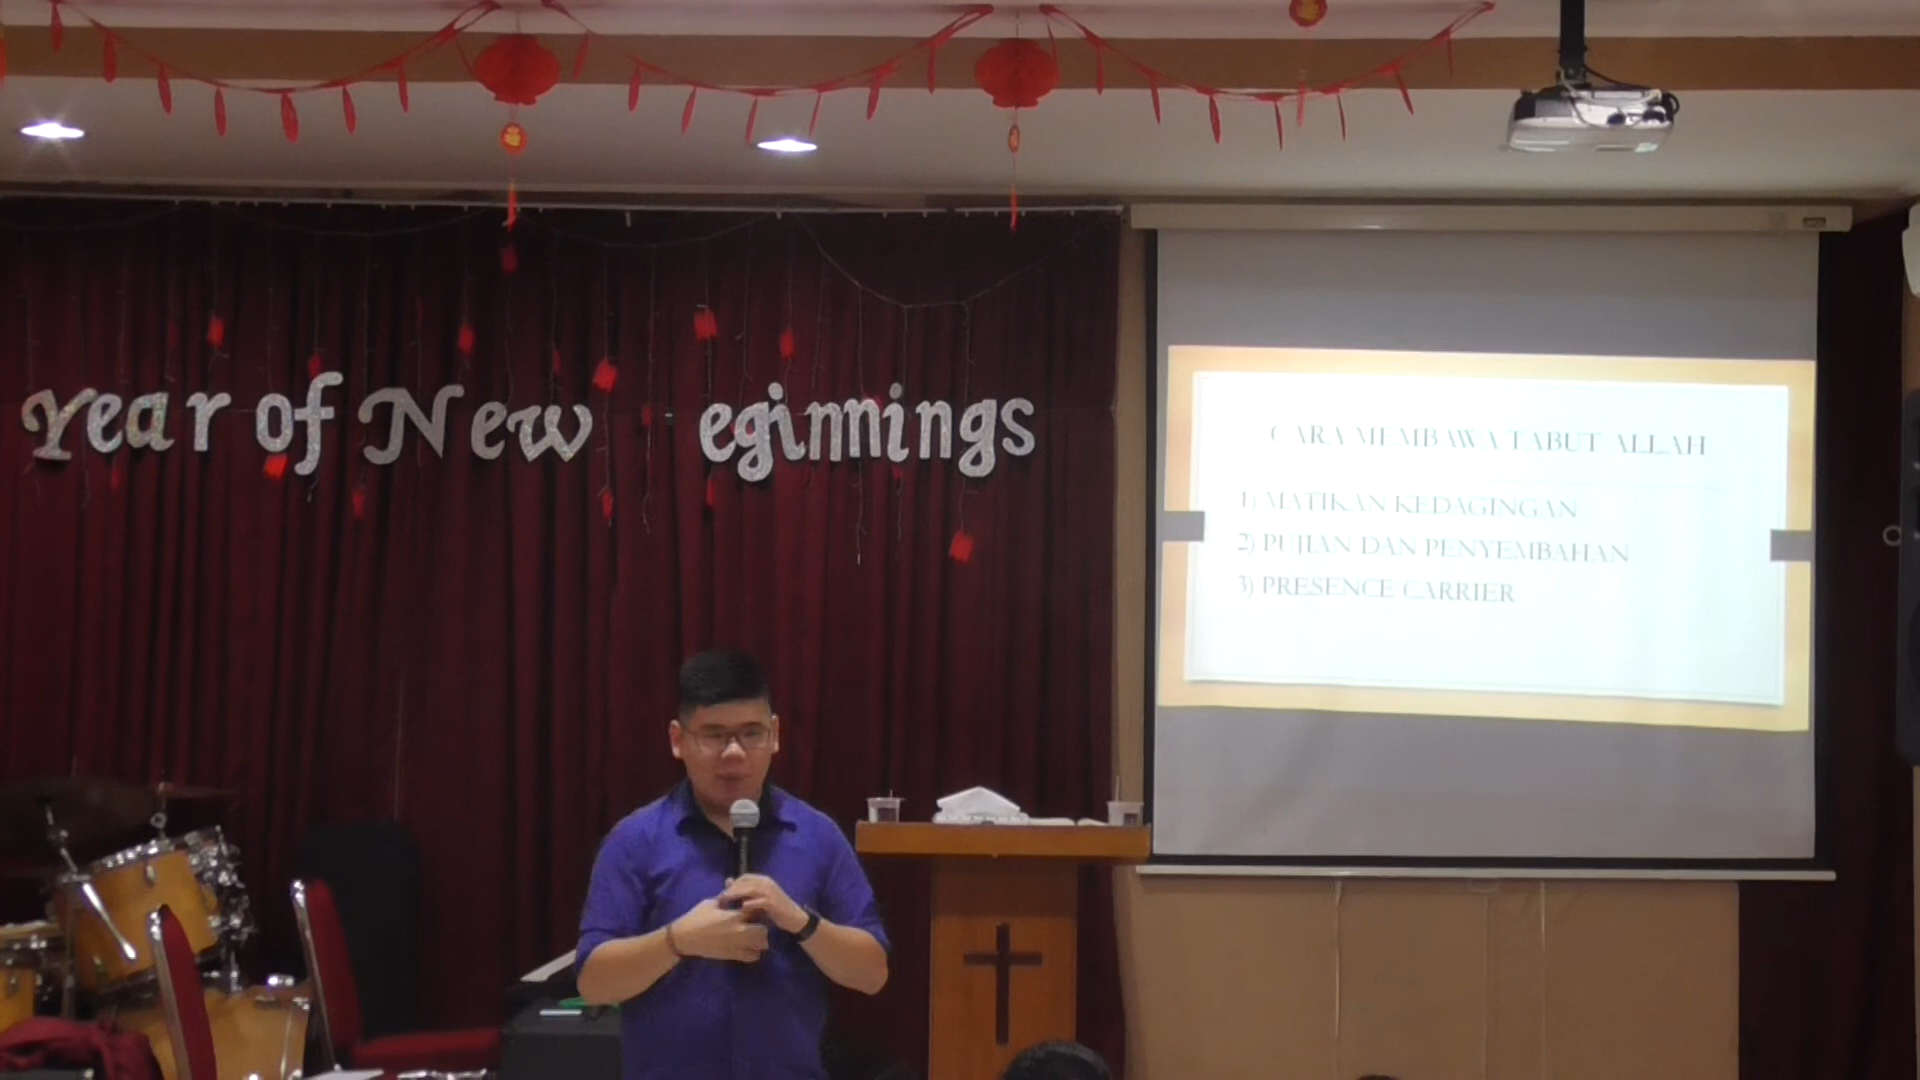 Year of New eginnings
CARA MEMBAWA TABUT ALLAH
1) MATIKAN KEDAGINGAN
2) PUJIAN DAN PENYEMBAHAN
3) PRESENCE CARRIER